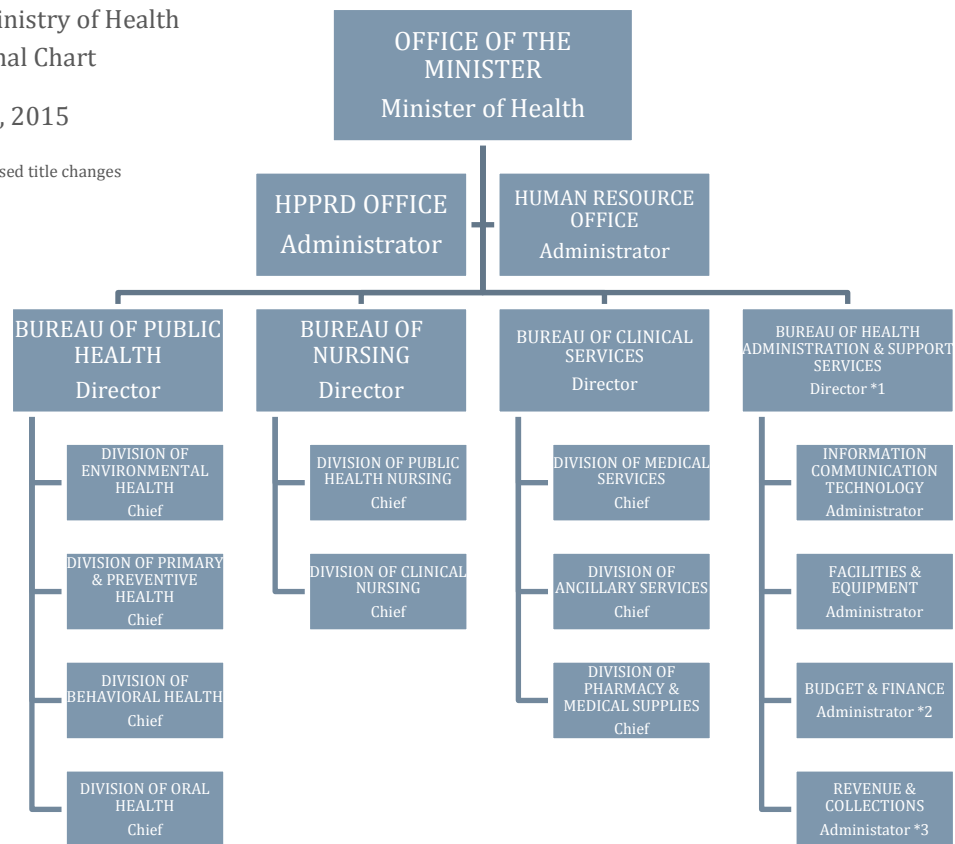 inistry of Health
nal Chart
, 2015
sed title changes
OFFICE OF THE
MINISTER
Minister of Health
HPPRD OFFICE
Administrator
HUMAN RESOURCE
OFFICE
Administrator
BUREAU OF PUBLIC
HEALTH
Director
BUREAU OF
NURSING
Director
BUREAU OF CLINICAL
SERVICES
Director
BUREAU OF HEALTH
ADMINISTRATION & SUPPORT
SERVICES
Director *1
DIVISION OF
ENVIRONMENTAL
HEALTH
Chief
DIVISION OF PRIMARY
& PREVENTIVE
HEALTH
Chief
DIVISION OF
BEHAVIORAL HEALTH
Chief
DIVISION OF ORAL
HEALTH
Chief
DIVISION OF PUBLIC
HEALTH NURSING
Chief
DIVISION OF CLINICAL
NURSING
Chief
DIVISION OF MEDICAL
SERVICES
Chief
DIVISION OF
ANCILLARY SERVICES
Chief
DIVISION OF
PHARMACY &
MEDICAL SUPPLIES
Chief
INFORMATION
COMMUNICATION
TECHNOLOGY
Administrator
FACILITIES &
EQUIPMENT
Administrator
BUDGET & FINANCE
Administrator *2
REVENUE &
COLLECTIONS
Administator *3